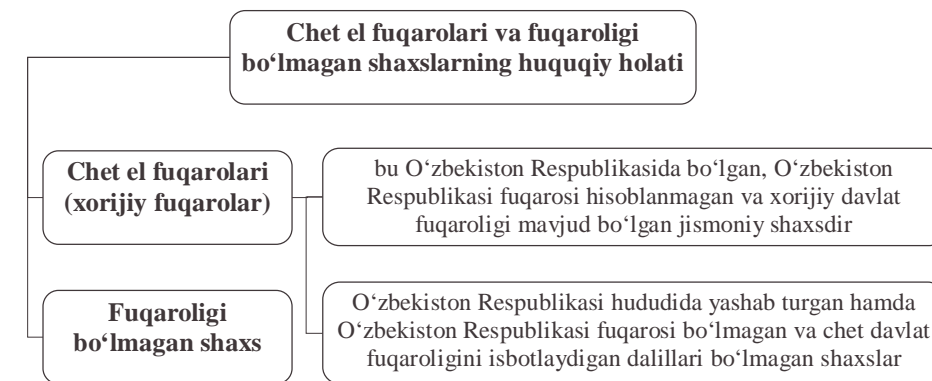 Chet el fuqarolari va fuqaroligi
bo‘lmagan shaxslarning huquqiy holati
Chet el fuqarolari
(xorijiy fuqarolar)
bu O‘zbekiston Respublikasida bo‘lgan, O‘zbekiston
Respublikasi fuqarosi hisoblanmagan va xorijiy davlat
fuqaroligi mavjud bo‘lgan jismoniy shaxsdir
Fuqaroligi
bo‘lmagan shaxs
O‘zbekiston Respublikasi hududida yashab turgan hamda
O‘zbekiston Respublikasi fuqarosi bo‘lmagan va chet davlat
fuqaroligini isbotlaydigan dalillari bo‘lmagan shaxslar